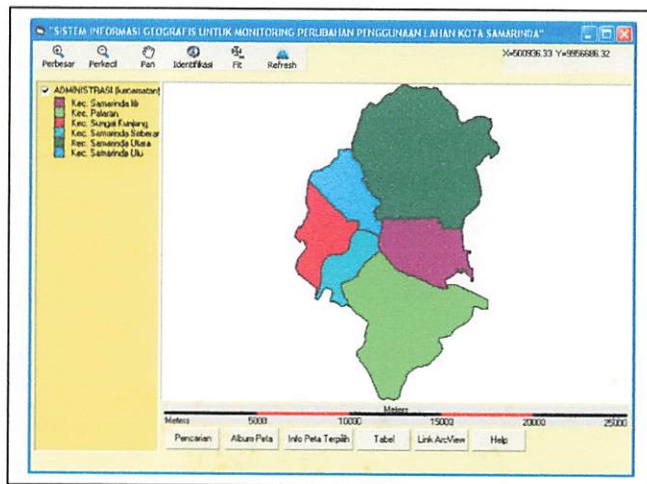 "SISTEM INFORMASI GEOGRAFIS UNTUK MONITORING PERUBAHAN PENGGUNAAN LAHAN KOTA SAMARINDA"
Perbesar Perkecil Pan Identifikasi Fit Refresh
X=500936.33 Y=9956686.32
ADMINISTRASI (kecamatan)
Kec. Samarinda Ilir
Kec. Palaran
Kec. Sungai Kunjang
Kec. Samarinda Seberan
Kec. Samarinda Utara
Kec. Samarinda Ulu
Meters
Meters 5000 10000 15000 20000 25000
Pencarian Album Peta Info Peta Terpilih Tabel Link ArcView Help